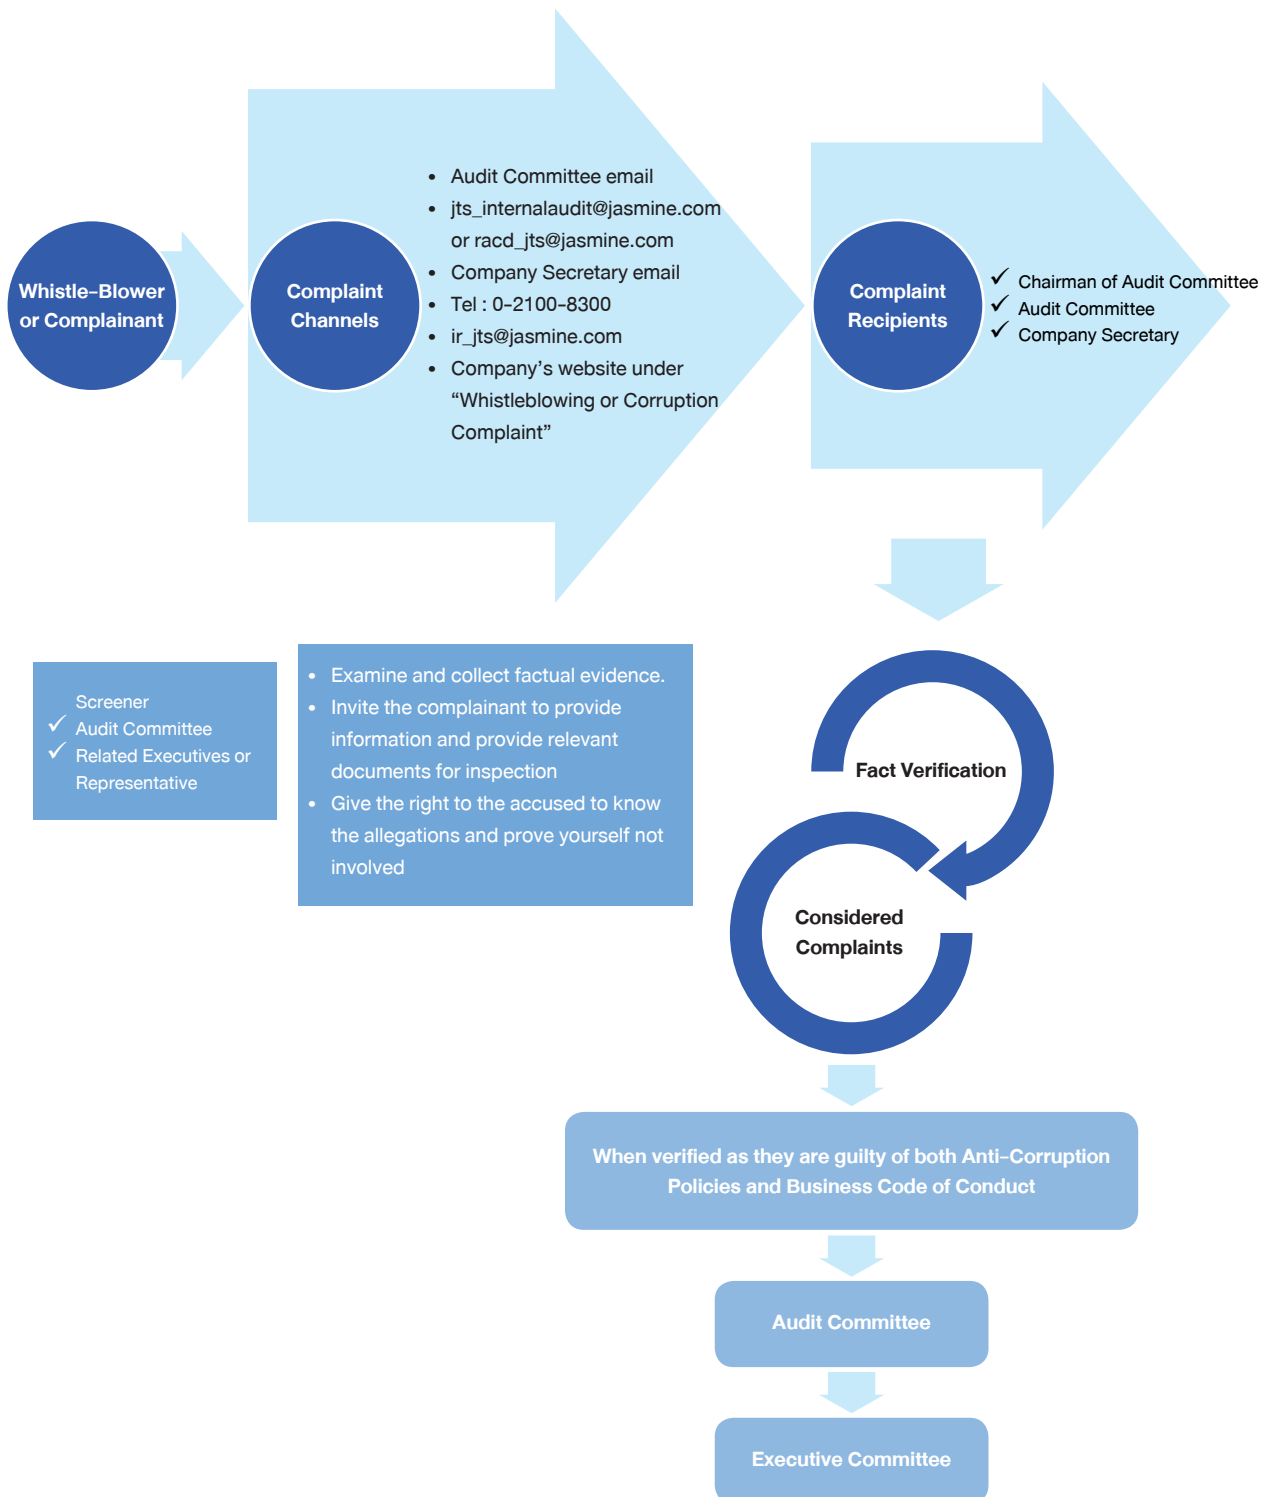 Whistle-Blower
or Complainant
Complaint
Channels
• Audit Committee email
• jts_internalaudit@jasmine.com
or racd_jts@jasmine.com
• Company Secretary email
• Tel : 0-2100-8300
• ir_jts@jasmine.com
• Company's website under
“Whistleblowing or Corruption
Complaint”
Complaint
Recipients
✓ Chairman of Audit Committee
✓ Audit Committee
✓ Company Secretary
Screener
✓ Audit Committee
✓ Related Executives or
Representative
• Examine and collect factual evidence.
• Invite the complainant to provide
information and provide relevant
documents for inspection
• Give the right to the accused to know
the allegations and prove yourself not
involved
Fact Verification
Considered
Complaints
When verified as they are guilty of both Anti-Corruption
Policies and Business Code of Conduct
Audit Committee
Executive Committee